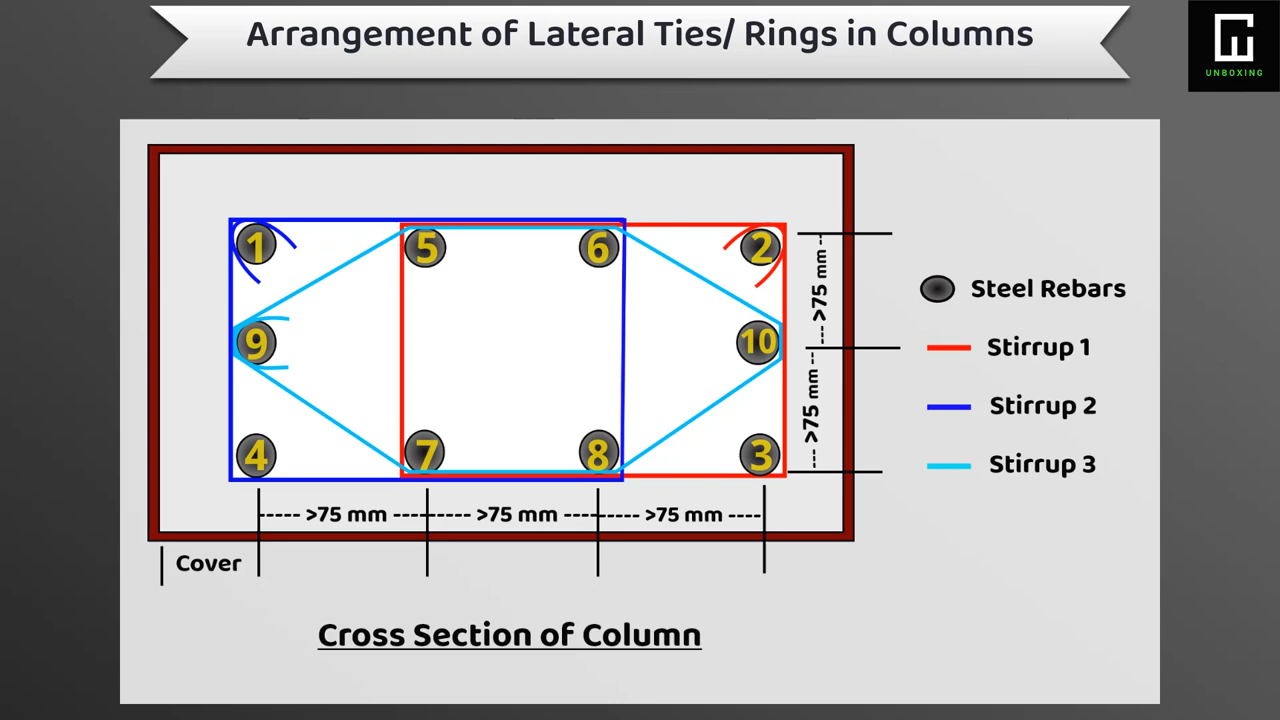 Arrangement of Lateral Ties/ Rings in Columns
UNBOXING
1
5
6
2
9
10
4
7
8
3
>75 mm
>75 mm
----- >75 mm ----
----- >75 mm ----
----- >75 mm ----
Cover
Steel Rebars
Stirrup 1
Stirrup 2
Stirrup 3
Cross Section of Column